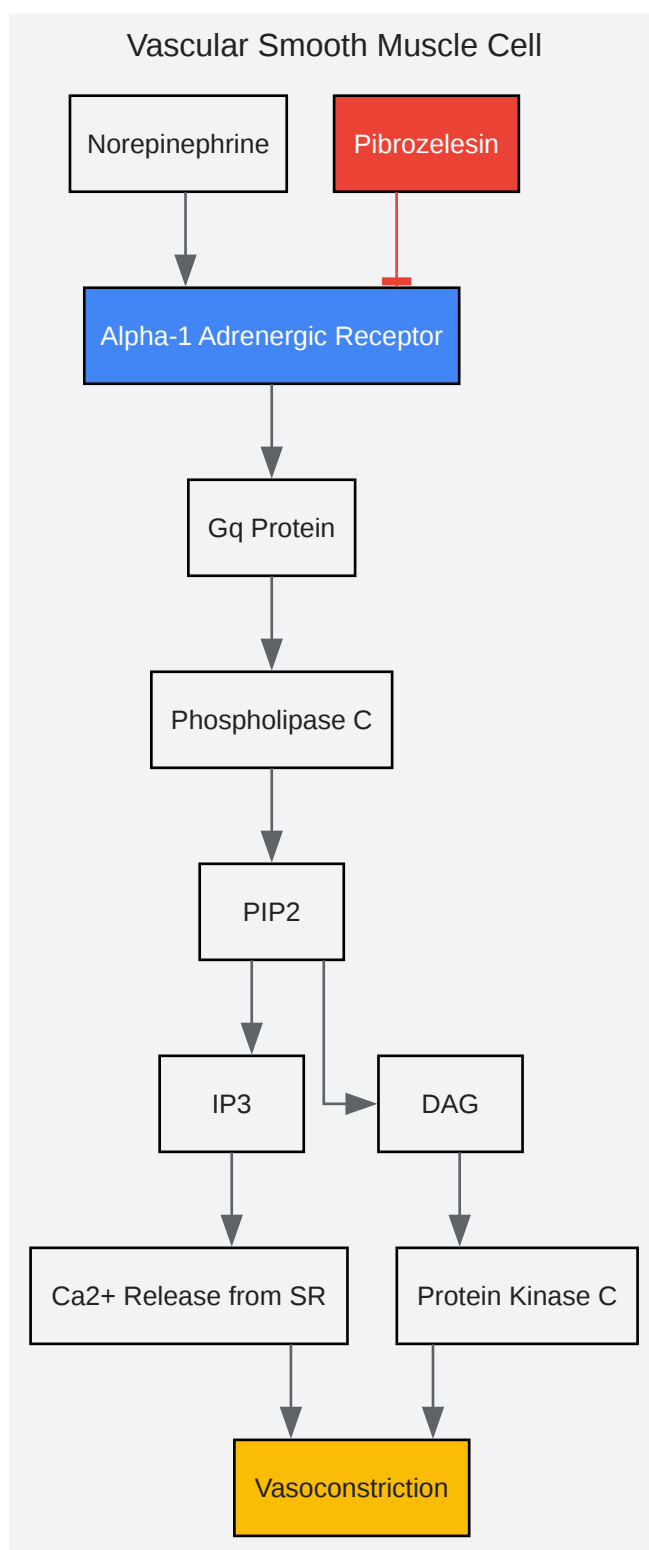 Vascular Smooth Muscle Cell
Norepinephrine
Pibrozelesin
Alpha-1 Adrenergic Receptor
Gq Protein
Phospholipase C
PIP2
IP3
DAG
Ca2+ Release from SR
Protein Kinase C
Vasoconstriction